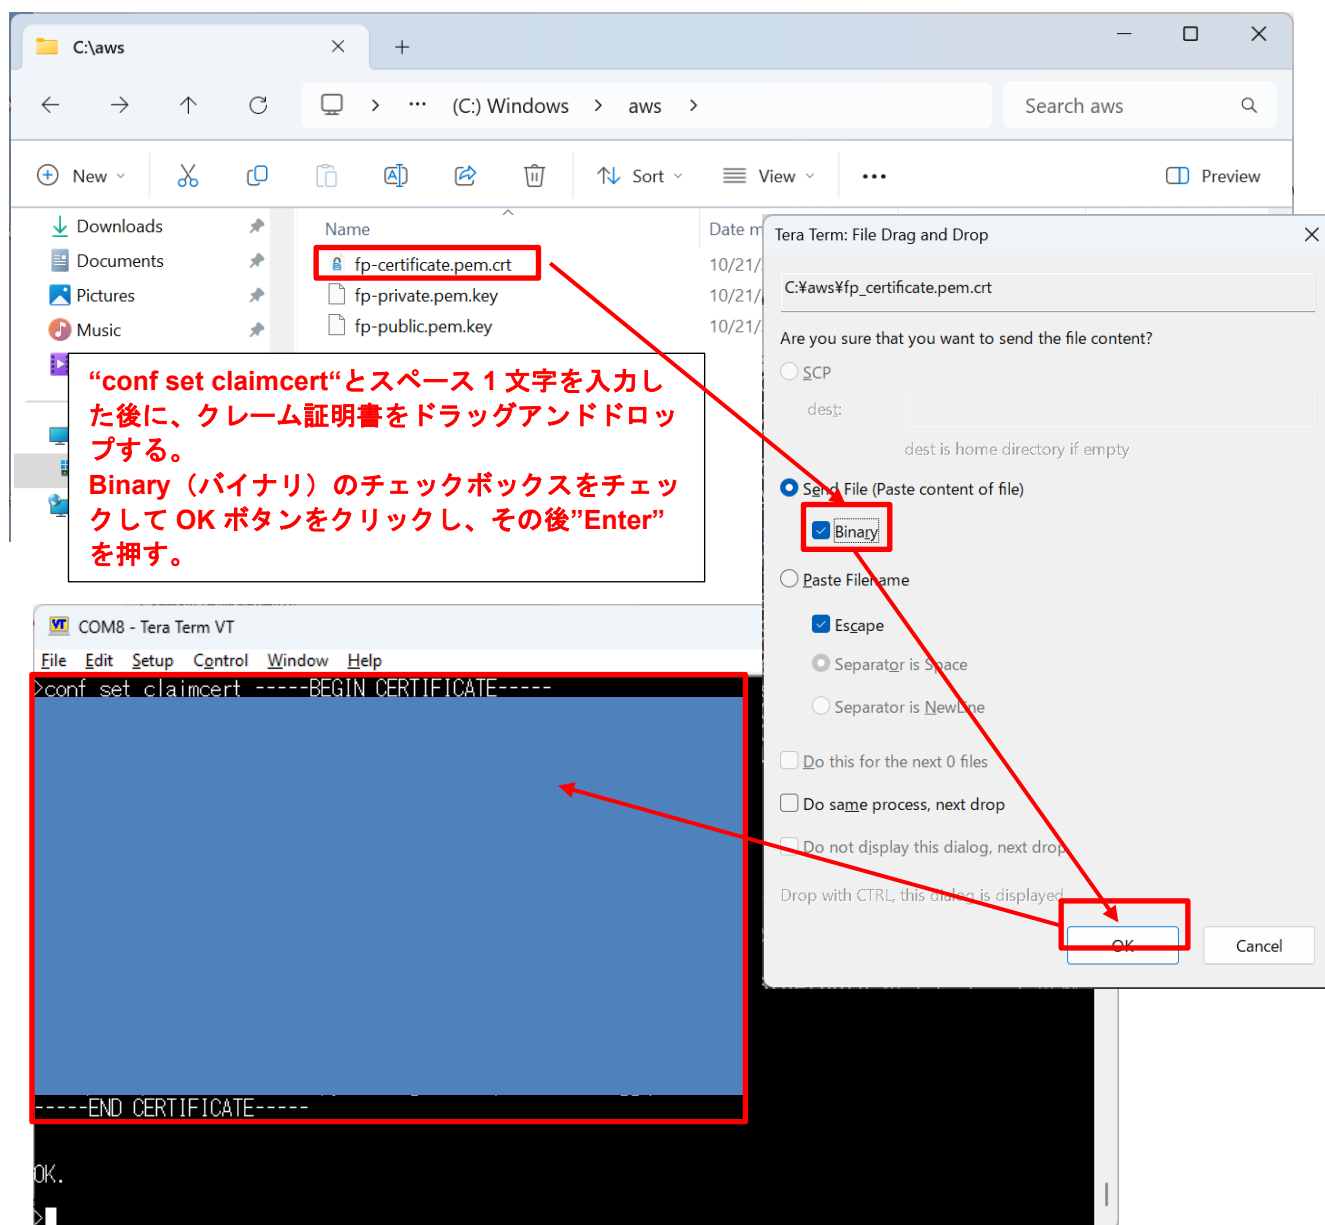 C:\aws
(C:) Windows > aws >
Search aws
New
Sort
View
Preview
Downloads
Documents
Pictures
Music
Name
Date m
fp-certificate.pem.crt
10/21/
fp-private.pem.key
10/21/
fp-public.pem.key
10/21/
“conf set claimcert“とスペース 1 文字を入力し
た後に、クレーム証明書をドラッグアンドドロッ
プする。
Binary（バイナリ）のチェックボックスをチェッ
クして OK ボタンをクリックし、その後”Enter”
を押す。
Tera Term: File Drag and Drop
C:¥aws¥fp_certificate.pem.crt
Are you sure that you want to send the file content?
SCP
dest:
dest is home directory if empty
Send File (Paste content of file)
Binary
Paste Filename
Escape
Separator is Space
Separator is NewLine
Do this for the next 0 files
Do same process, next drop
Do not display this dialog, next drop
Drop with CTRL, this dialog is displayed
OK
Cancel
COM8 - Tera Term VT
File Edit Setup Control Window Help
>conf set claimcert -----BEGIN CERTIFICATE-----
-----END CERTIFICATE-----
OK.
>